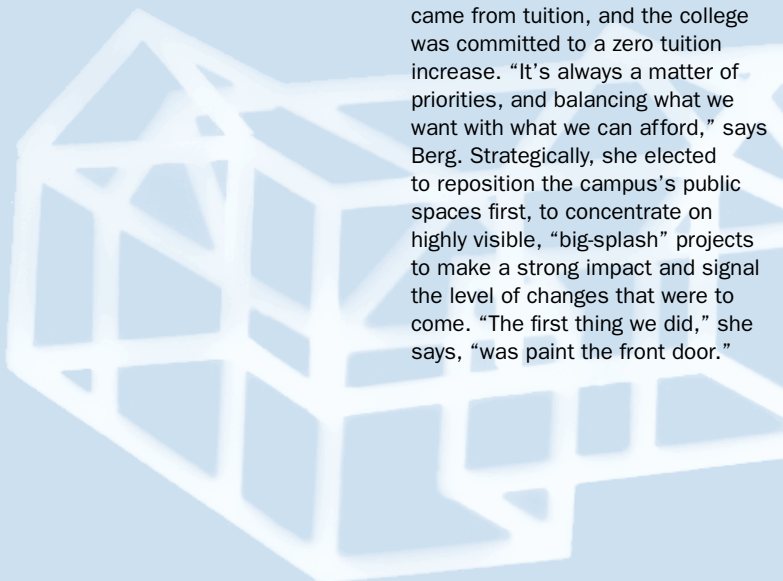 came from tuition, and the college
was committed to a zero tuition
increase. “It’s always a matter of
priorities, and balancing what we
want with what we can afford,” says
Berg. Strategically, she elected
to reposition the campus’s public
spaces first, to concentrate on
highly visible, “big-splash” projects
to make a strong impact and signal
the level of changes that were to
come. “The first thing we did,” she
says, “was paint the front door.”